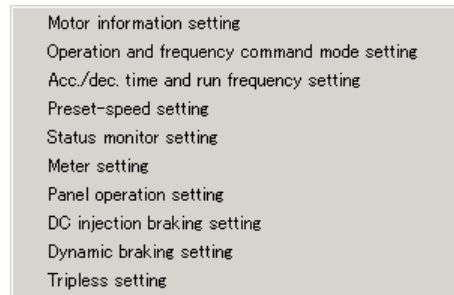 Motor information setting
Operation and frequency command mode setting
Acc./dec. time and run frequency setting
Preset-speed setting
Status monitor setting
Meter setting
Panel operation setting
DC injection braking setting
Dynamic braking setting
Tripless setting